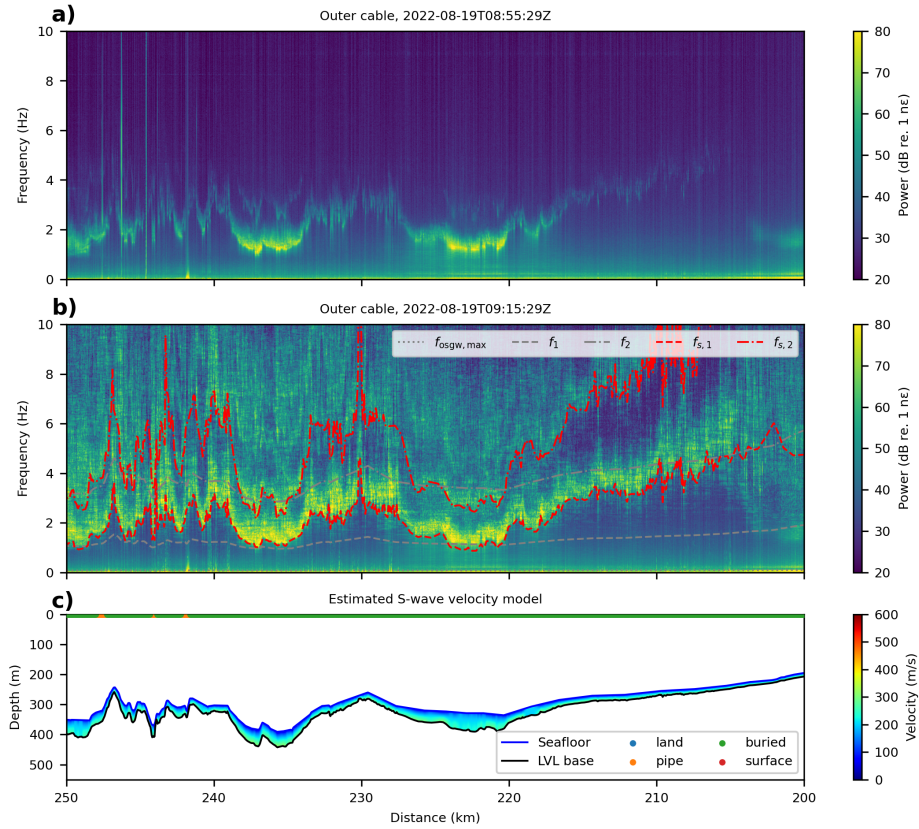 a)
Outer cable, 2022-08-19T08:55:29Z
10
8
6
4
2
0
Frequency (Hz)
80
70
60
50
40
30
20
Power (dB re. 1 nε)
b)
Outer cable, 2022-08-19T09:15:29Z
f_osgw,max f_1 f_2 f_s,1 f_s,2
10
8
6
4
2
0
Frequency (Hz)
80
70
60
50
40
30
20
Power (dB re. 1 nε)
c)
Estimated S-wave velocity model
0
100
200
300
400
500
Depth (m)
Seafloor land buried
LVL base pipe surface
250 240 230 220 210 200
Distance (km)
600
500
400
300
200
100
0
Velocity (m/s)